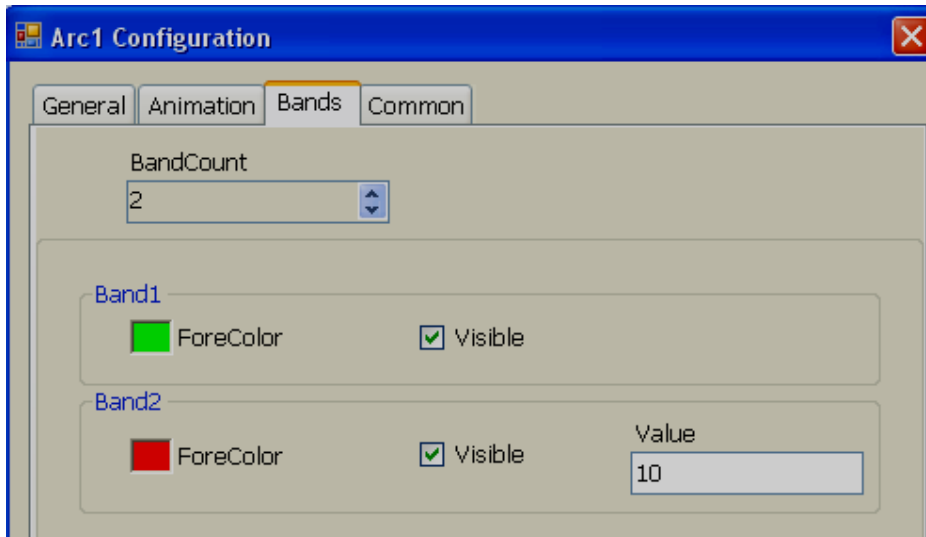 Arc1 Configuration
General Animation Bands Common
BandCount
2
Band1
ForeColor Visible
Band2
ForeColor Visible Value
10